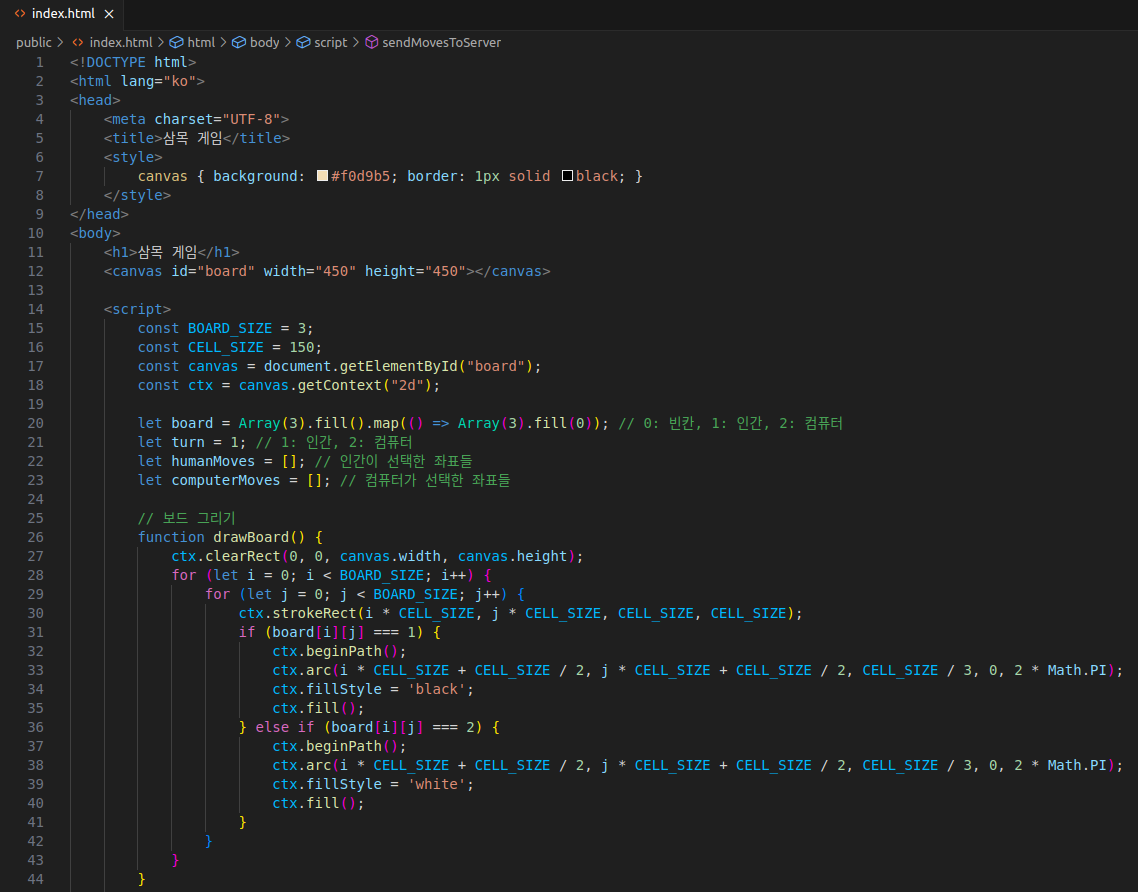 index.html
public > index.html > html > body > script > sendMovesToServer
1 <!DOCTYPE html>
2 <html lang="ko">
3 <head>
4     <meta charset="UTF-8">
5     <title>삼목 게임</title>
6     <style>
7         canvas { background: #f0d9b5; border: 1px solid black; }
8     </style>
9 </head>
10 <body>
11     <h1>삼목 게임</h1>
12     <canvas id="board" width="450" height="450"></canvas>
13
14     <script>
15         const BOARD_SIZE = 3;
16         const CELL_SIZE = 150;
17         const canvas = document.getElementById("board");
18         const ctx = canvas.getContext("2d");
19
20         let board = Array(3).fill().map(() => Array(3).fill(0)); // 0: 빈칸, 1: 인간, 2: 컴퓨터
21         let turn = 1; // 1: 인간, 2: 컴퓨터
22         let humanMoves = []; // 인간이 선택한 좌표들
23         let computerMoves = []; // 컴퓨터가 선택한 좌표들
24
25         // 보드 그리기
26         function drawBoard() {
27             ctx.clearRect(0, 0, canvas.width, canvas.height);
28             for (let i = 0; i < BOARD_SIZE; i++) {
29                 for (let j = 0; j < BOARD_SIZE; j++) {
30                     ctx.strokeRect(i * CELL_SIZE, j * CELL_SIZE, CELL_SIZE, CELL_SIZE);
31                     if (board[i][j] === 1) {
32                         ctx.beginPath();
33                         ctx.arc(i * CELL_SIZE + CELL_SIZE / 2, j * CELL_SIZE + CELL_SIZE / 2, CELL_SIZE / 3, 0, 2 * Math.PI);
34                         ctx.fillStyle = 'black';
35                         ctx.fill();
36                     } else if (board[i][j] === 2) {
37                         ctx.beginPath();
38                         ctx.arc(i * CELL_SIZE + CELL_SIZE / 2, j * CELL_SIZE + CELL_SIZE / 2, CELL_SIZE / 3, 0, 2 * Math.PI);
39                         ctx.fillStyle = 'white';
40                         ctx.fill();
41                     }
42                 }
43             }
44         }